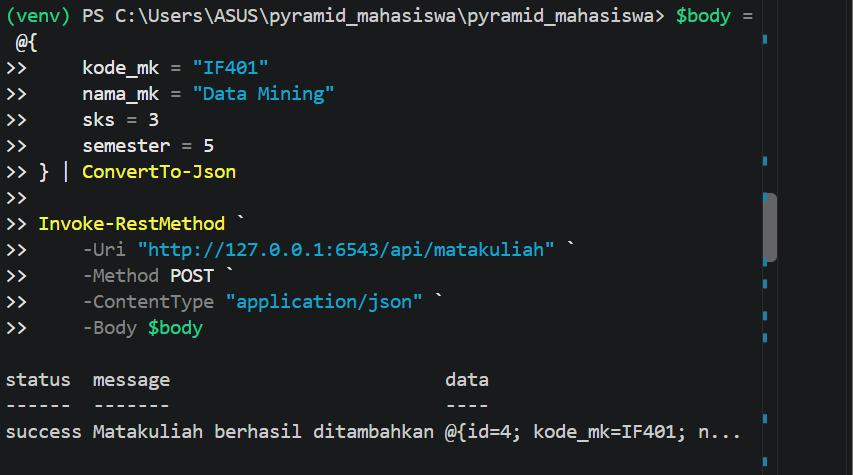 (venv) PS C:\Users\ASUS\pyramid_mahasiswa\pyramid_mahasiswa> $body =
 @{
>>     kode_mk = "IF401"
>>     nama_mk = "Data Mining"
>>     sks = 3
>>     semester = 5
>> } | ConvertTo-Json
>>
>> Invoke-RestMethod `
>>     -Uri "http://127.0.0.1:6543/api/matakuliah" `
>>     -Method POST `
>>     -ContentType "application/json" `
>>     -Body $body
status  message                         data
------  -------                         ----
success Matakuliah berhasil ditambahkan @{id=4; kode_mk=IF401; n...